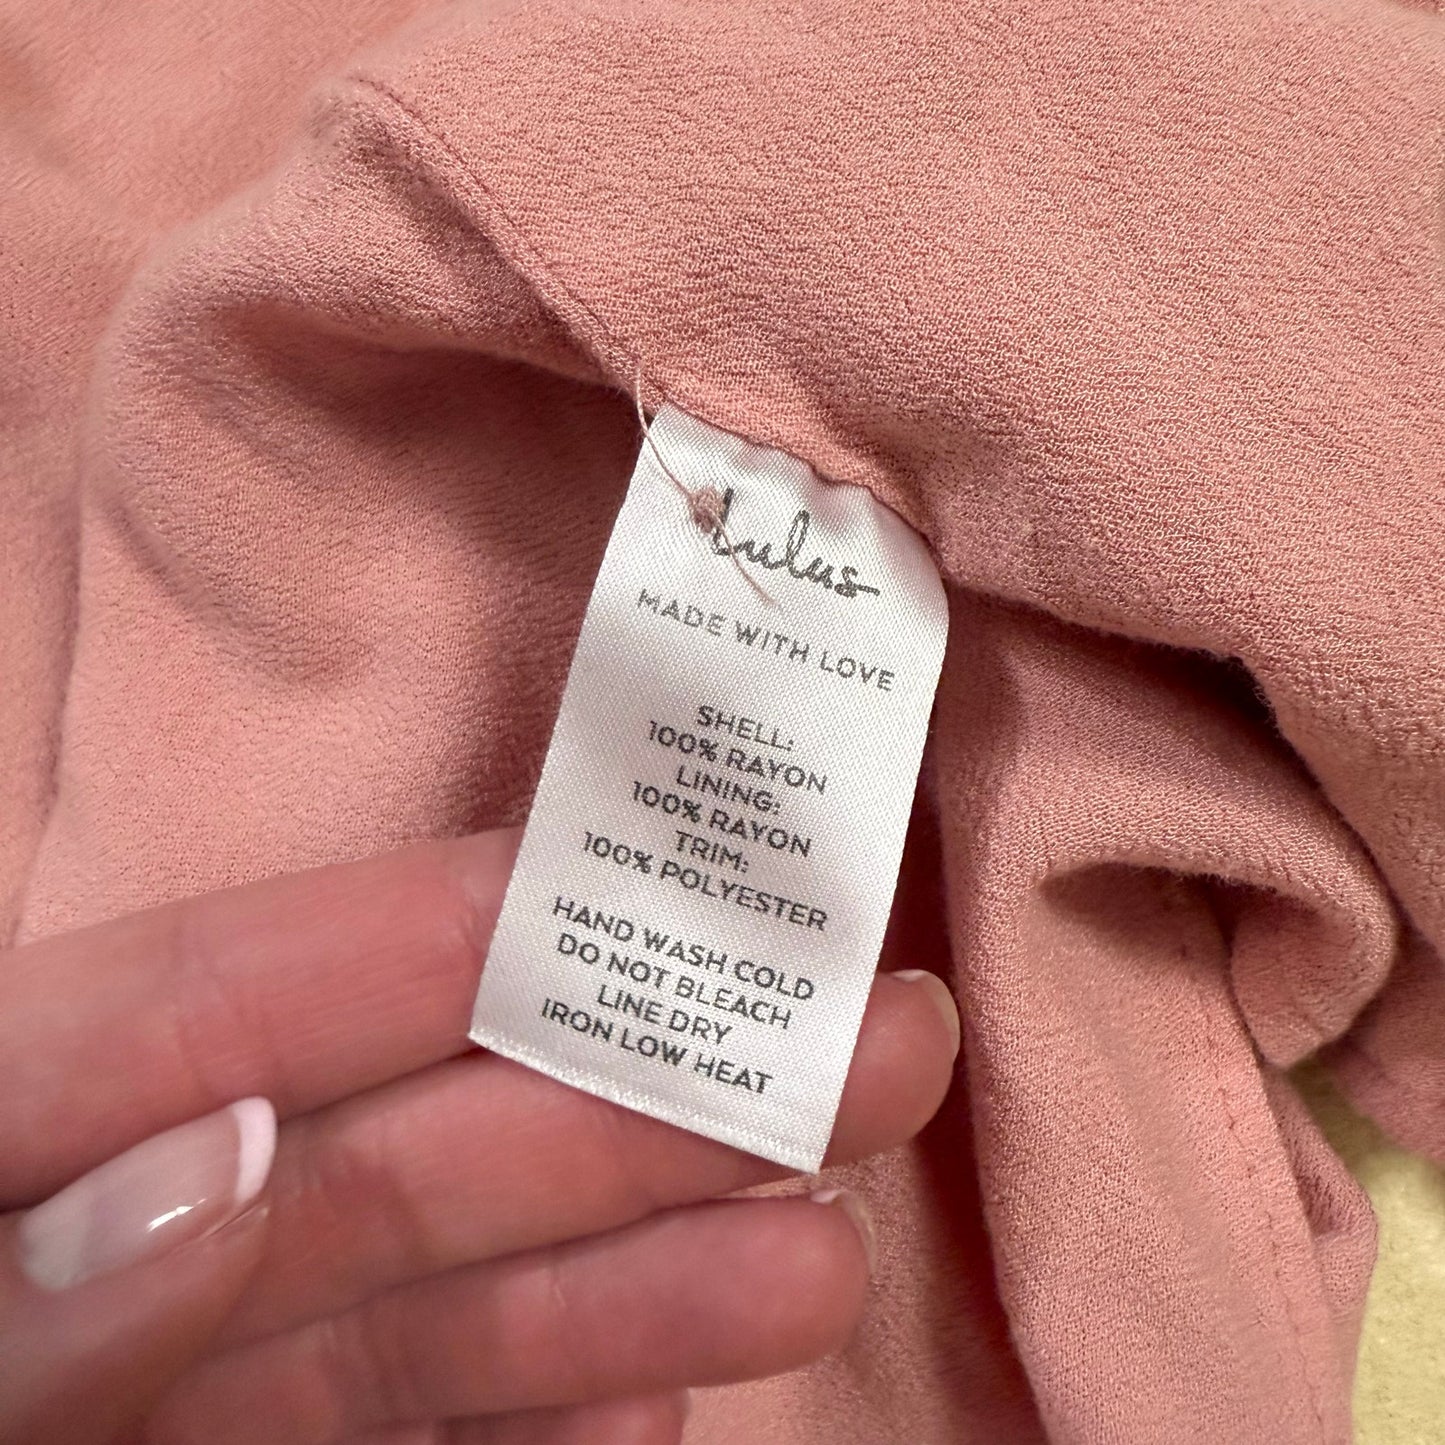 Lulus
MADE WITH LOVE
SHELL:
100% RAYON
LINING:
100% RAYON
TRIM:
100% POLYESTER
HAND WASH COLD
DO NOT BLEACH
LINE DRY
IRON LOW HEAT